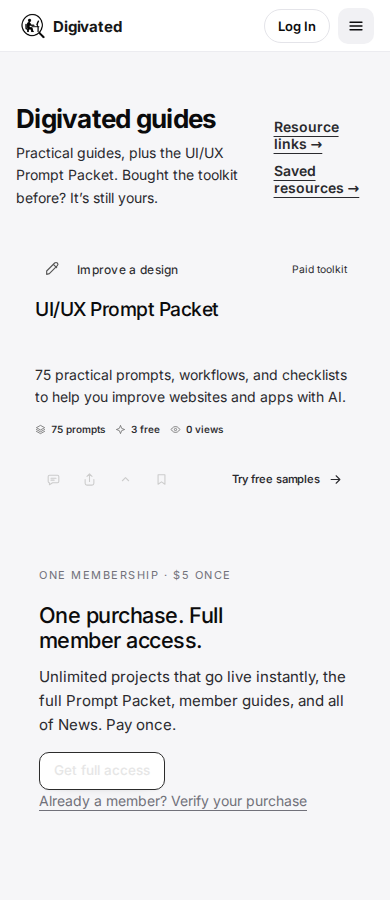 Digivated
Log In
Digivated guides
Practical guides, plus the UI/UX
Prompt Packet. Bought the toolkit
before? It’s still yours.
Resource
links →
Saved
resources →
Improve a design
Paid toolkit
UI/UX Prompt Packet
75 practical prompts, workflows, and checklists
to help you improve websites and apps with AI.
75 prompts 3 free 0 views
Try free samples →
ONE MEMBERSHIP · $5 ONCE
One purchase. Full
member access.
Unlimited projects that go live instantly, the
full Prompt Packet, member guides, and all
of News. Pay once.
Get full access
Already a member? Verify your purchase